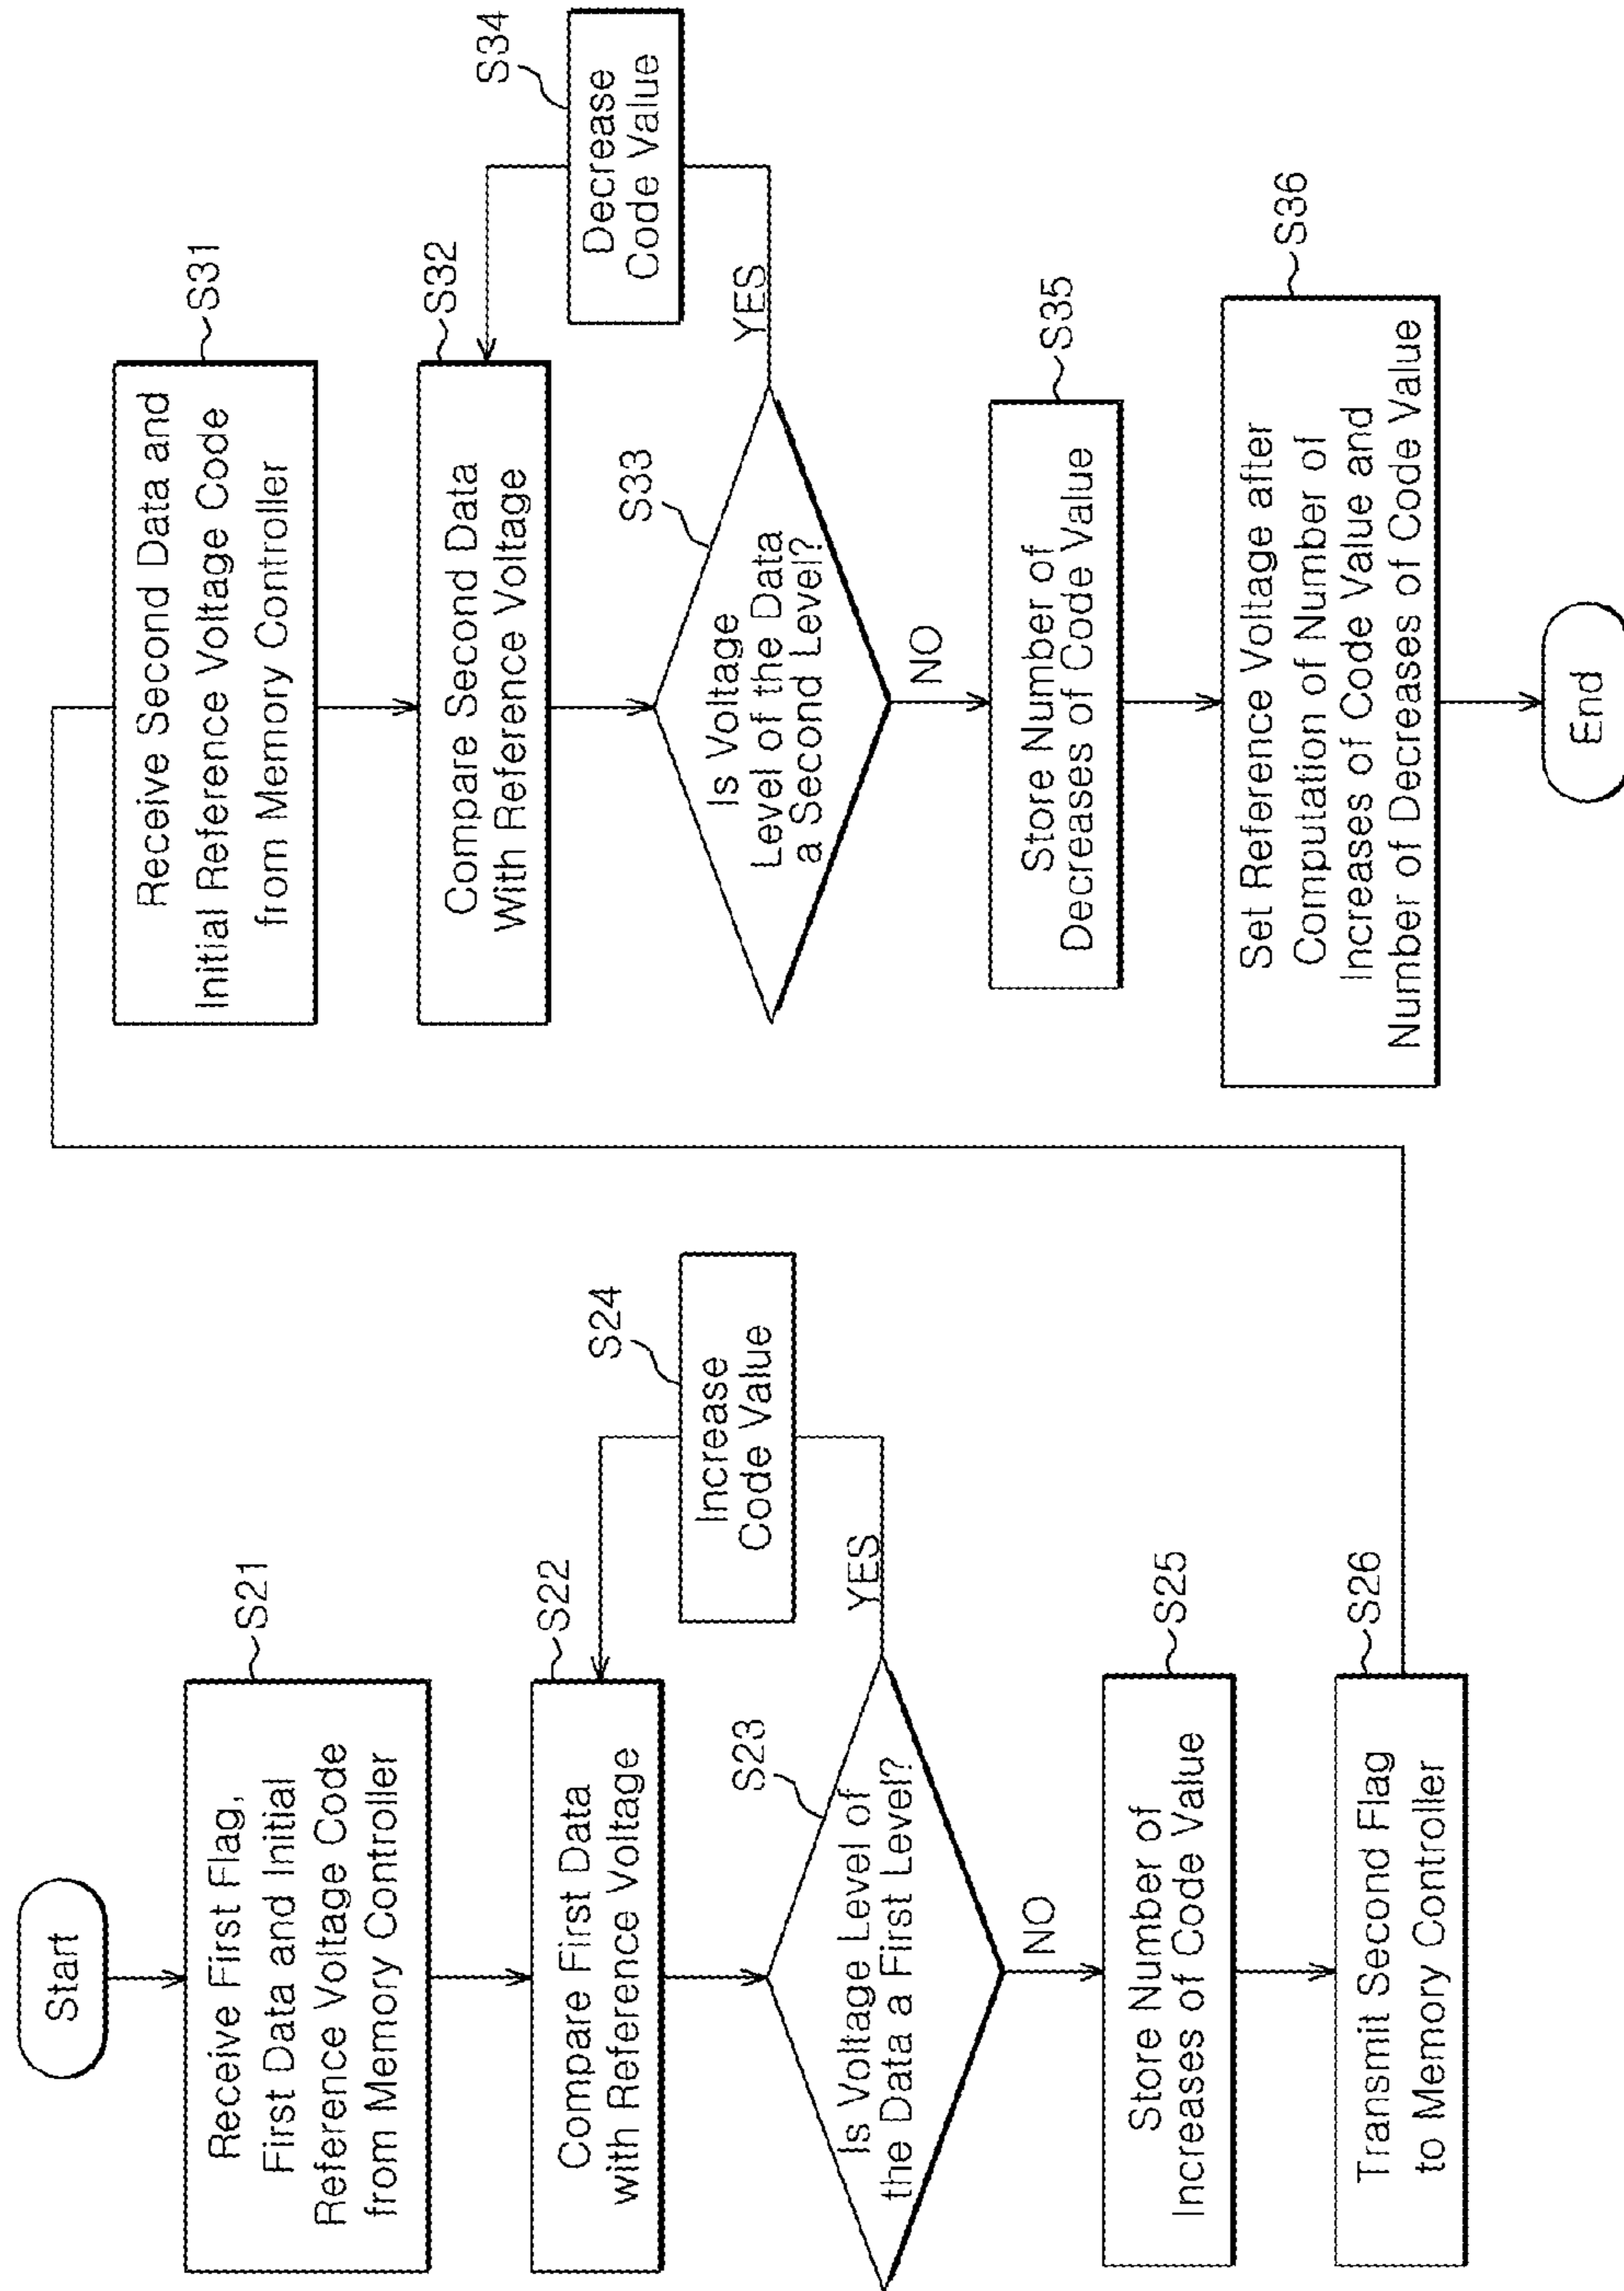 Start
S21
Receive First Flag,
First Data and Initial
Reference Voltage Code
from Memory Controller
S22
Compare First Data
with Reference Voltage
S23
Is Voltage Level of
the Data a First Level?
YES
S24
Increase
Code Value
NO
S25
Store Number of
Increases of Code Value
S26
Transmit Second Flag
to Memory Controller
S31
Receive Second Data and
Initial Reference Voltage Code
from Memory Controller
S32
Compare Second Data
With Reference Voltage
S33
Is Voltage
Level of the Data
a Second Level?
YES
S34
Decrease
Code Value
NO
S35
Store Number of
Decreases of Code Value
S36
Set Reference Voltage after
Computation of Number of
Increases of Code Value and
Number of Decreases of Code Value
End